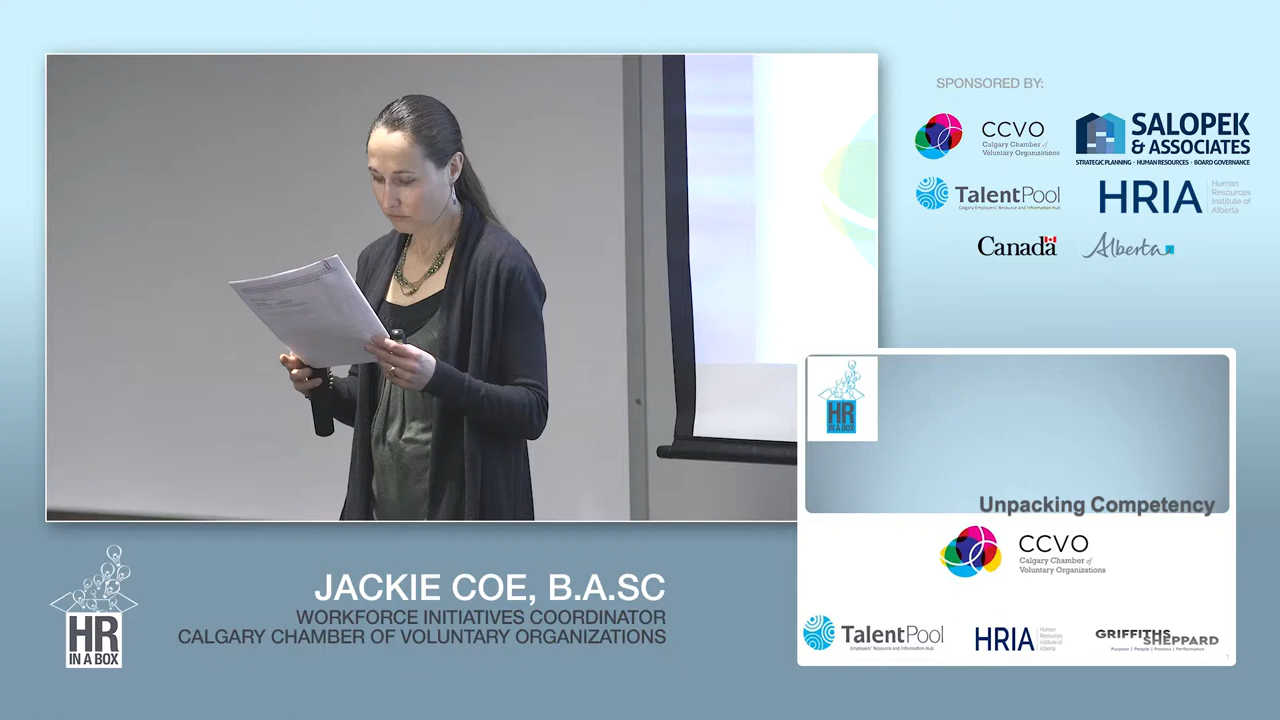 SPONSORED BY:
CCVO
Calgary Chamber of
Voluntary Organizations
SALOPEK
& ASSOCIATES
STRATEGIC PLANNING · HUMAN RESOURCES · BOARD GOVERNANCE
TalentPool
Calgary Employers' Resource and Information Hub
HRIA
Human
Resources
Institute of
Alberta
Canada
Alberta
HR
IN A BOX
Unpacking Competency
CCVO
Calgary Chamber of
Voluntary Organizations
TalentPool
Employers' Resource and Information Hub
HRIA
Human
Resources
Institute of
Alberta
GRIFFITHS
SHEPPARD
Purpose | People | Process | Performance
1
HR
IN A BOX
JACKIE COE, B.A.SC
WORKFORCE INITIATIVES COORDINATOR
CALGARY CHAMBER OF VOLUNTARY ORGANIZATIONS